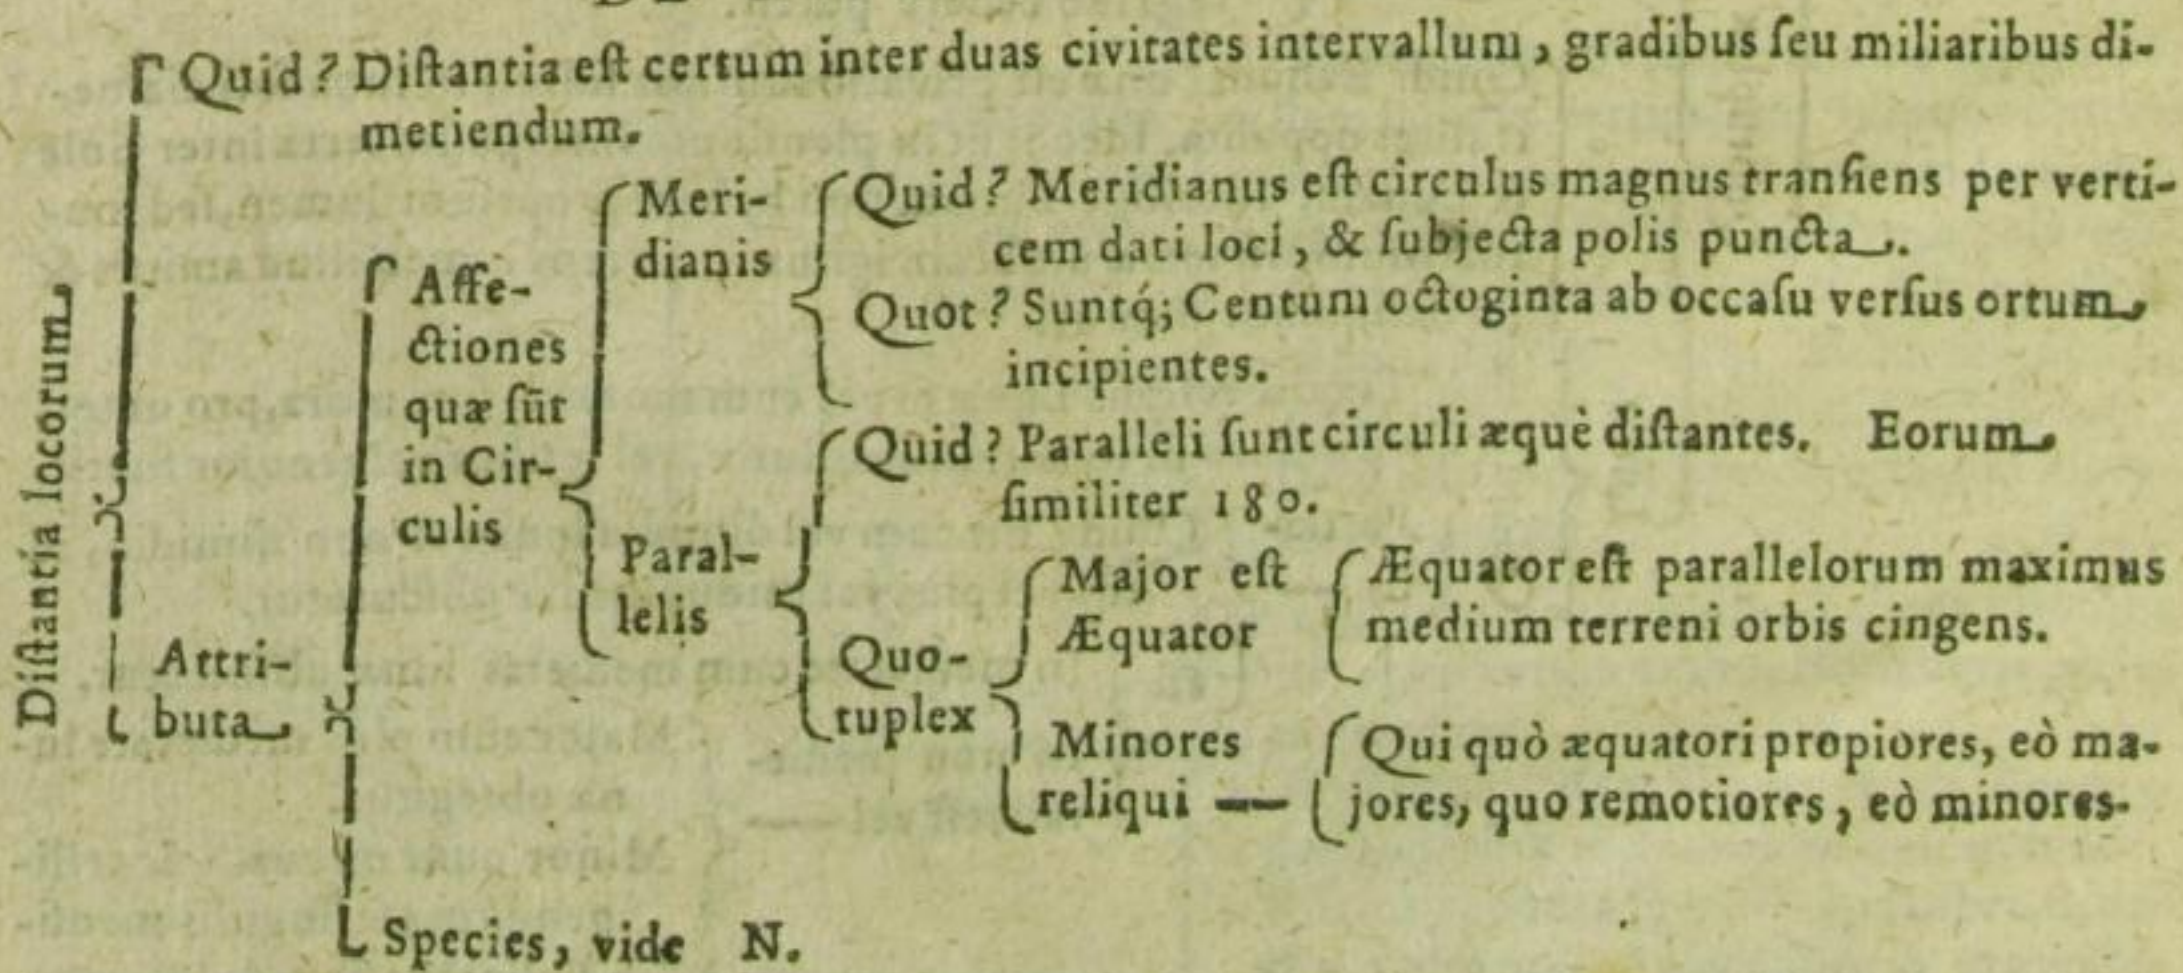 Quid? Diſtantia eſt certum inter duas civitates intervallum, gradibus ſeu miliaribus di-
metiendum.
Diſtantia locorum
Attri-
buta
Affe-
ctiones
quæ ſūt
in Cir-
culis
Meri-
dianis
Quid? Meridianus eſt circulus magnus tranſiens per verti-
cem dati loci, & ſubjecta polis puncta.
Quot? Suntq́; Centum octoginta ab occaſu verſus ortum
incipientes.
Paral-
lelis
Quid? Paralleli ſunt circuli æquè diſtantes. Eorum
ſimiliter 180.
Quo-
tuplex
Major eſt
Æquator
Æquator eſt parallelorum maximus
medium terreni orbis cingens.
Minores
reliqui —
Qui quò æquatori propiores, eò ma-
jores, quo remotiores, eò minores.
Species, vide N.